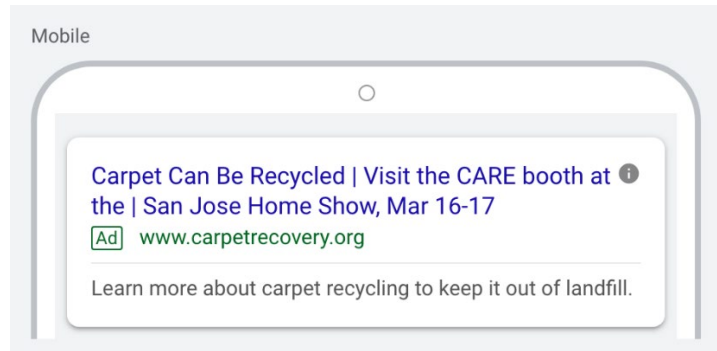 Mobile
Carpet Can Be Recycled | Visit the CARE booth at
the | San Jose Home Show, Mar 16-17
Ad www.carpetrecovery.org
Learn more about carpet recycling to keep it out of landfill.